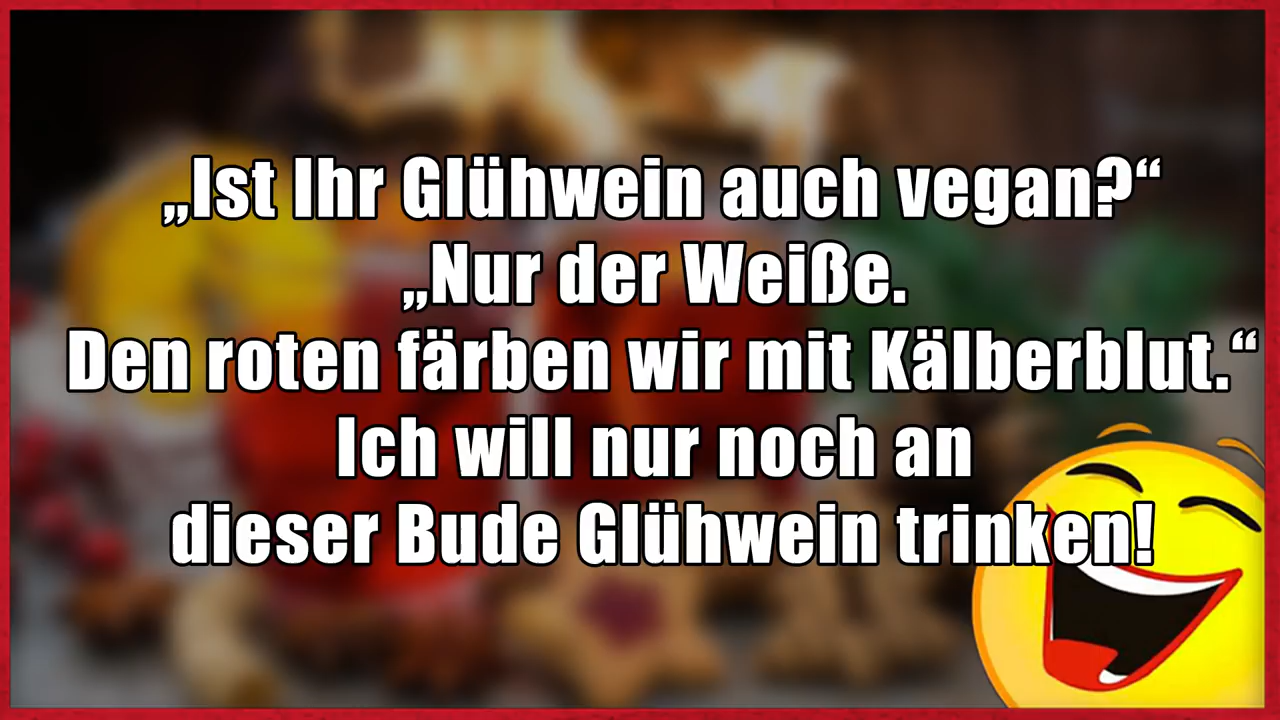 „Ist Ihr Glühwein auch vegan?“
„Nur der Weiße.
Den roten färben wir mit Kälberblut.“
Ich will nur noch an
dieser Bude Glühwein trinken!